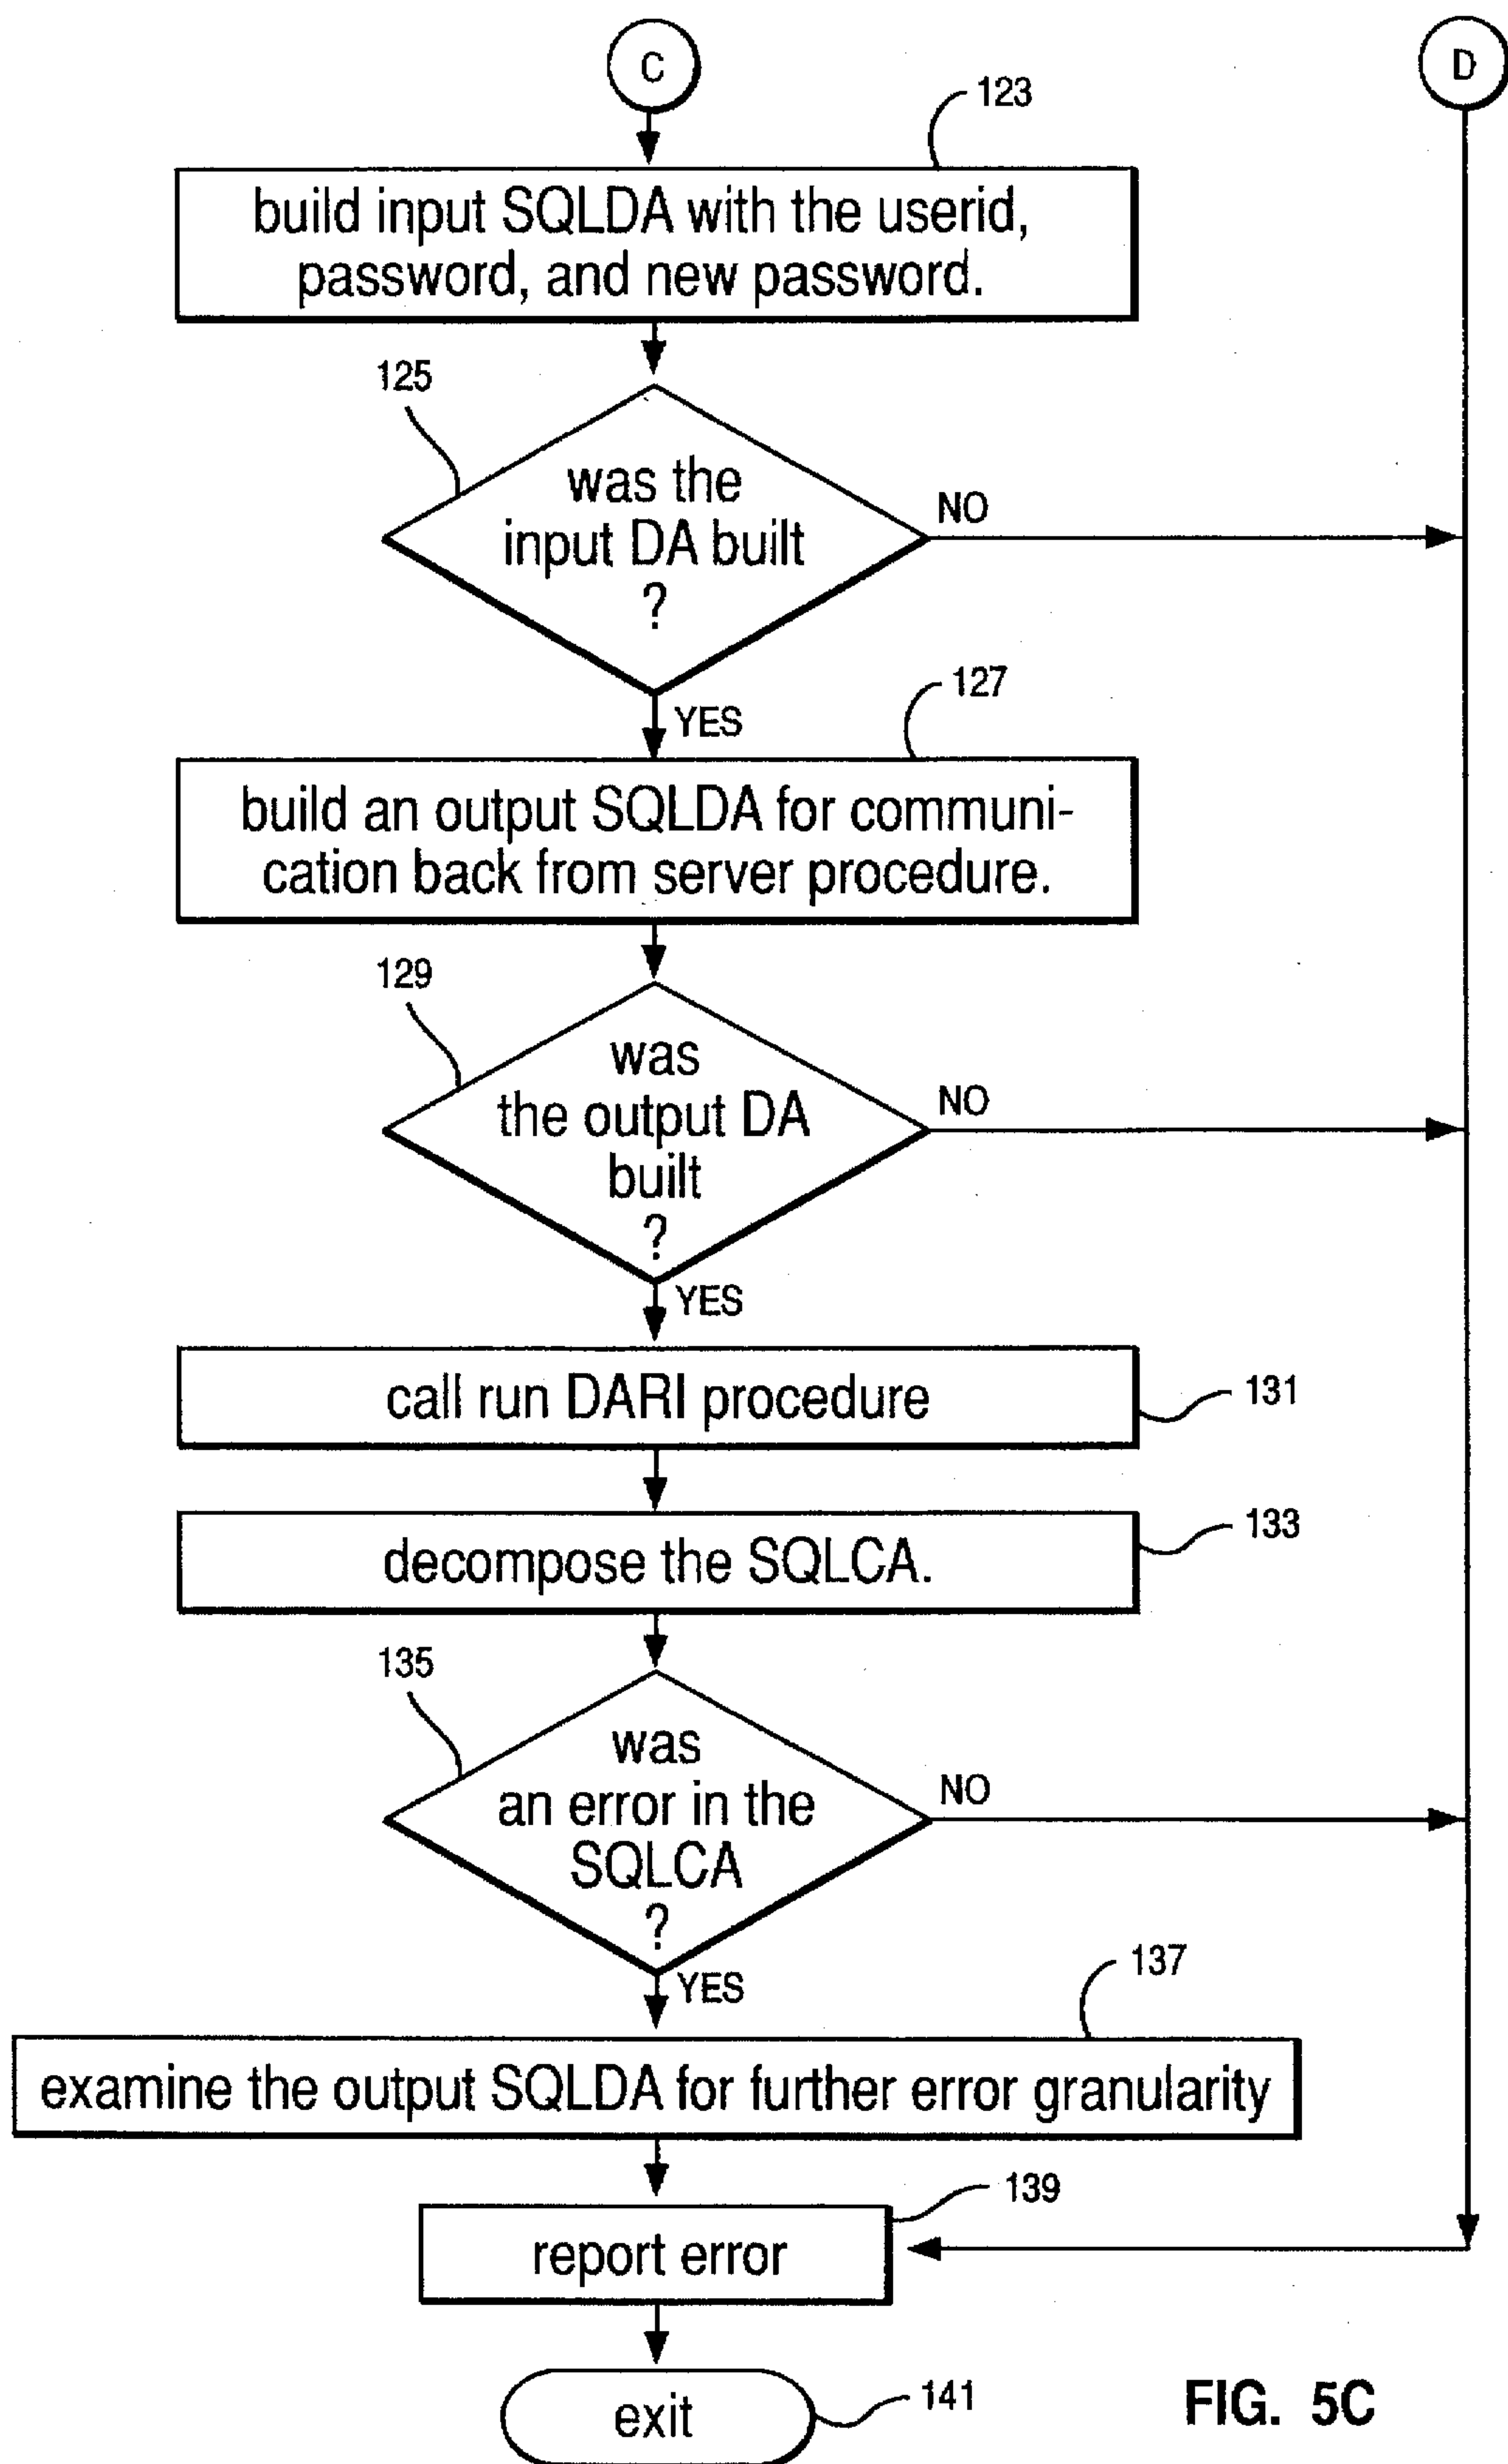 C
D
123
build input SQLDA with the userid,
password, and new password.
125
was the
input DA built
?
NO
YES
127
build an output SQLDA for communi-
cation back from server procedure.
129
was
the output DA
built
?
NO
YES
call run DARI procedure
131
decompose the SQLCA.
133
135
was
an error in the
SQLCA
?
NO
YES
137
examine the output SQLDA for further error granularity
139
report error
exit
141
FIG. 5C